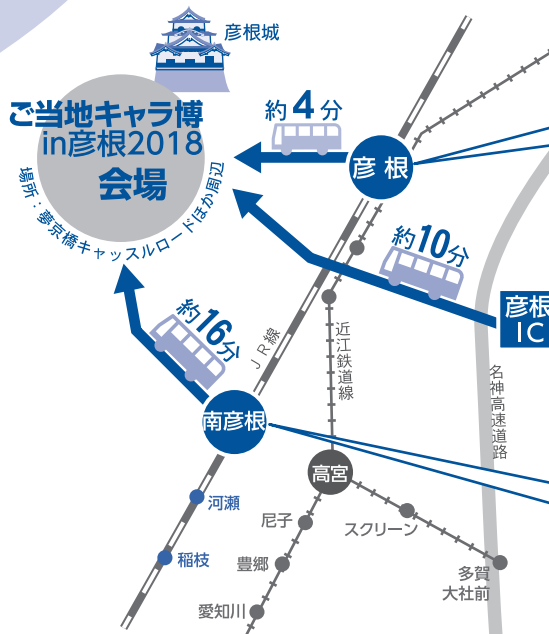 彦根城
ご当地キャラ博
in彦根2018
会場
場所：夢京橋キャッスルロードほか周辺
約4分
彦根
約10分
彦根
IC
約16分
JR線
近江鉄道線
名神高速道路
南彦根
高宮
河瀬
尼子
スクリーン
稲枝
豊郷
多賀
大社前
愛知川